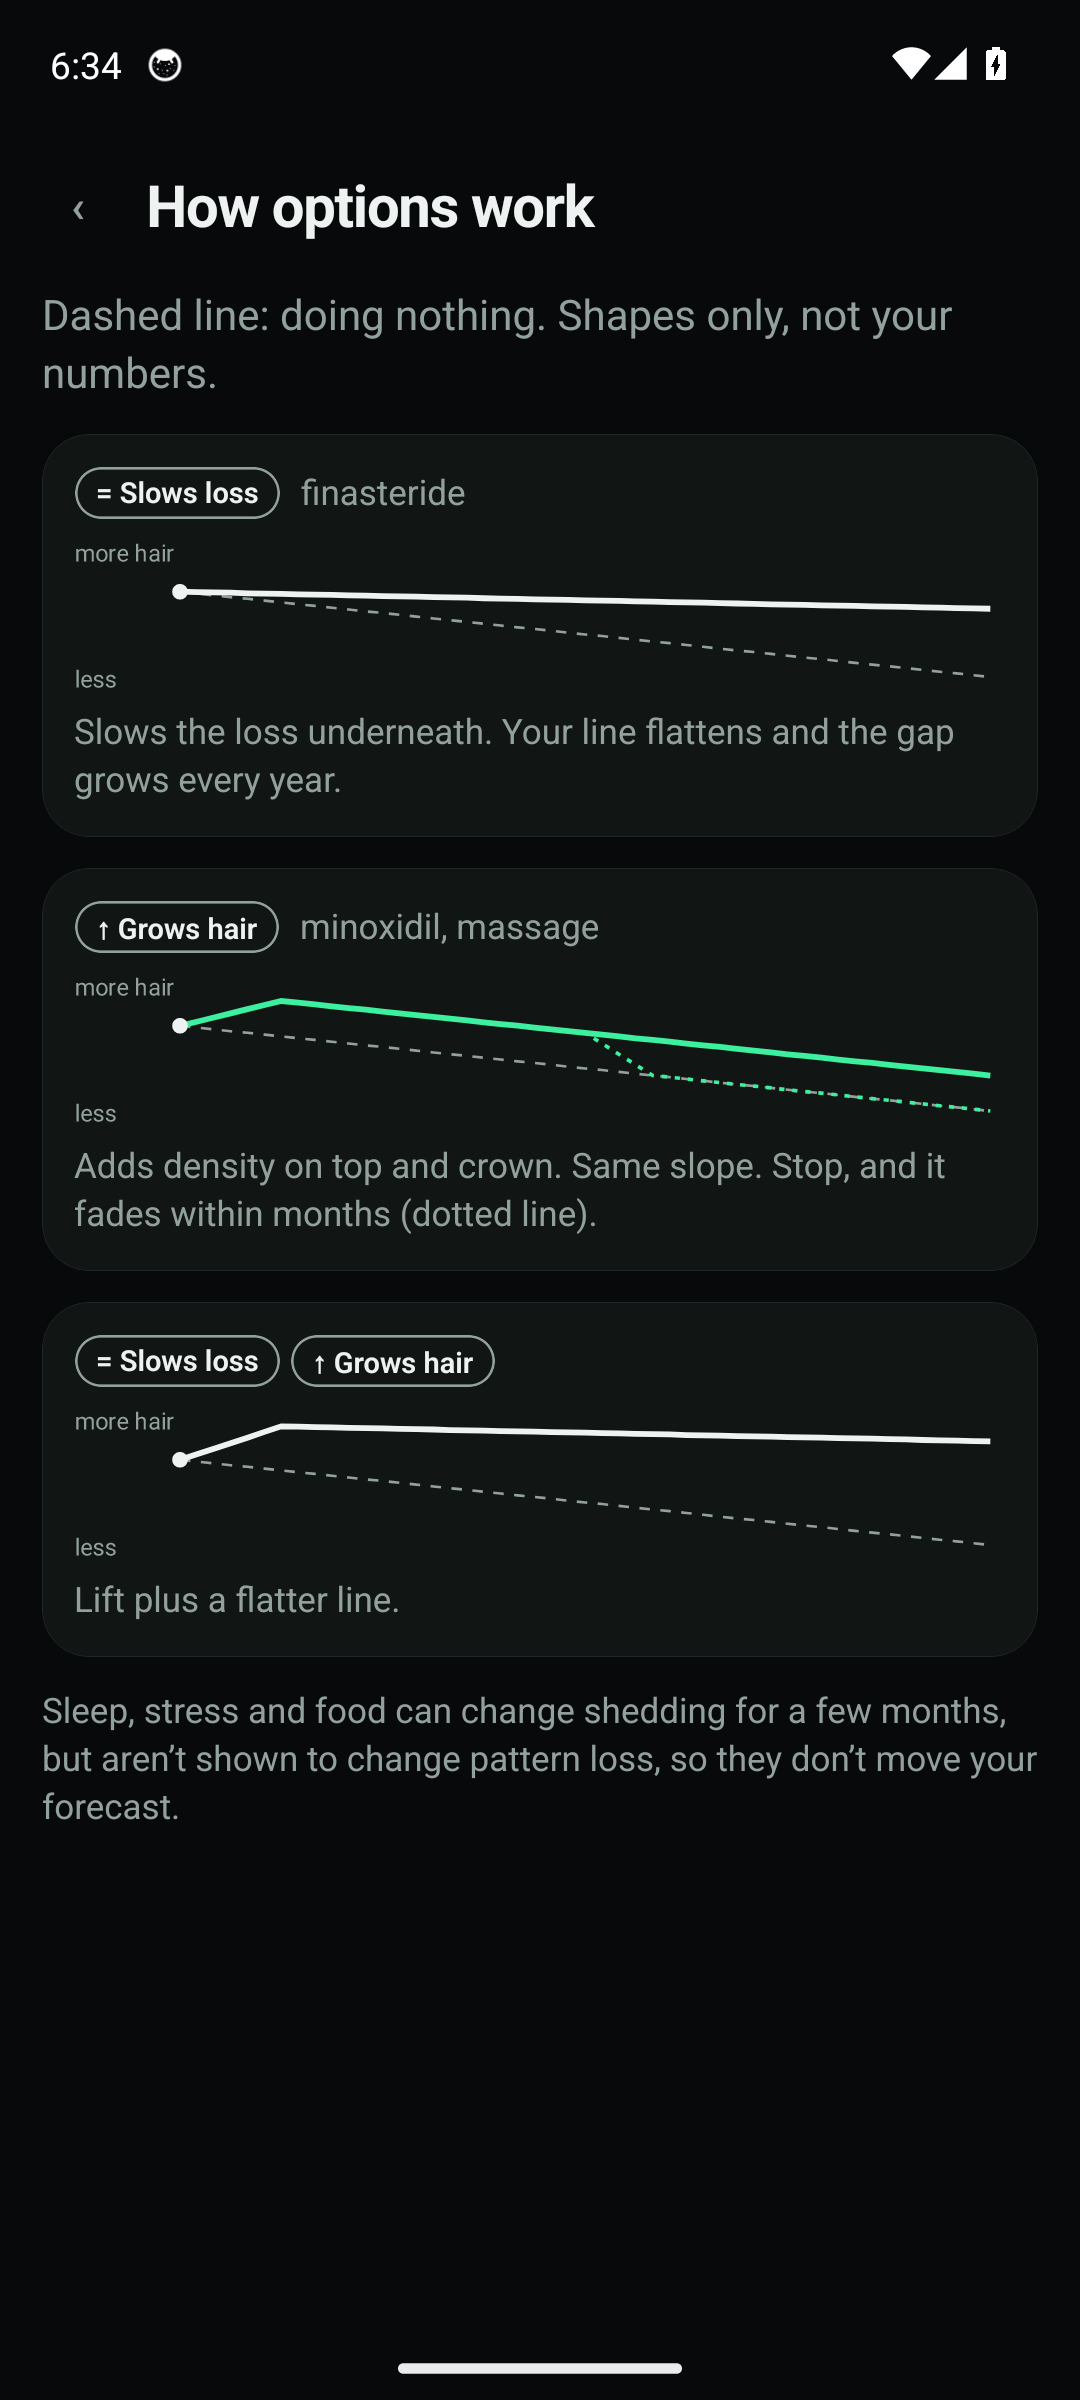 6:34
‹ How options work
Dashed line: doing nothing. Shapes only, not your
numbers.
= Slows loss finasteride
more hair
less
Slows the loss underneath. Your line flattens and the gap
grows every year.
↑ Grows hair minoxidil, massage
more hair
less
Adds density on top and crown. Same slope. Stop, and it
fades within months (dotted line).
= Slows loss ↑ Grows hair
more hair
less
Lift plus a flatter line.
Sleep, stress and food can change shedding for a few months,
but aren’t shown to change pattern loss, so they don’t move your
forecast.